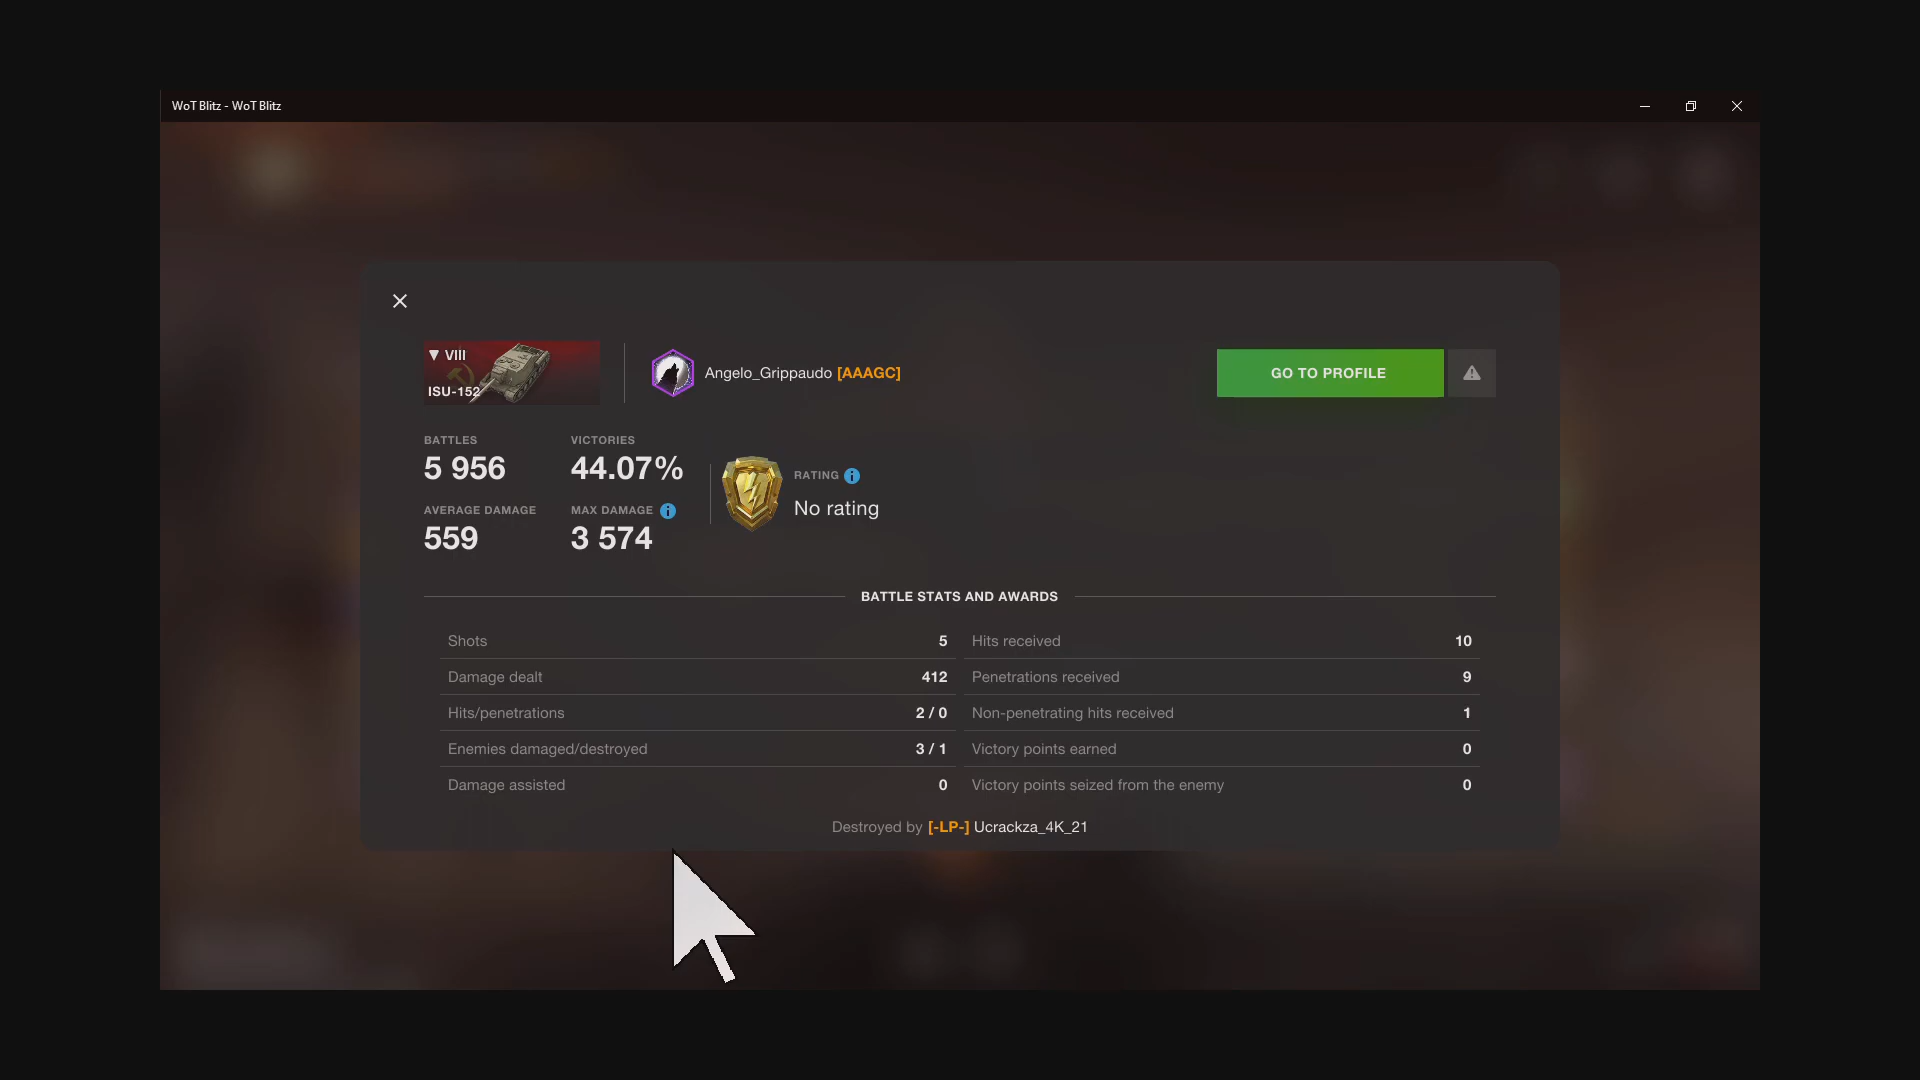 WoT Blitz - WoT Blitz
VIII
ISU-152
Angelo_Grippaudo [AAAGC]
GO TO PROFILE
BATTLES
5 956
VICTORIES
44.07%
AVERAGE DAMAGE
559
MAX DAMAGE
3 574
RATING
No rating
BATTLE STATS AND AWARDS
Shots 5
Damage dealt 412
Hits/penetrations 2 / 0
Enemies damaged/destroyed 3 / 1
Damage assisted 0
Hits received 10
Penetrations received 9
Non-penetrating hits received 1
Victory points earned 0
Victory points seized from the enemy 0
Destroyed by [-LP-] Ucrackza_4K_21